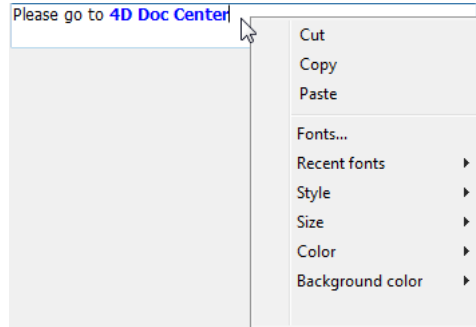 Please go to 4D Doc Center
Cut
Copy
Paste
Fonts...
Recent fonts
Style
Size
Color
Background color